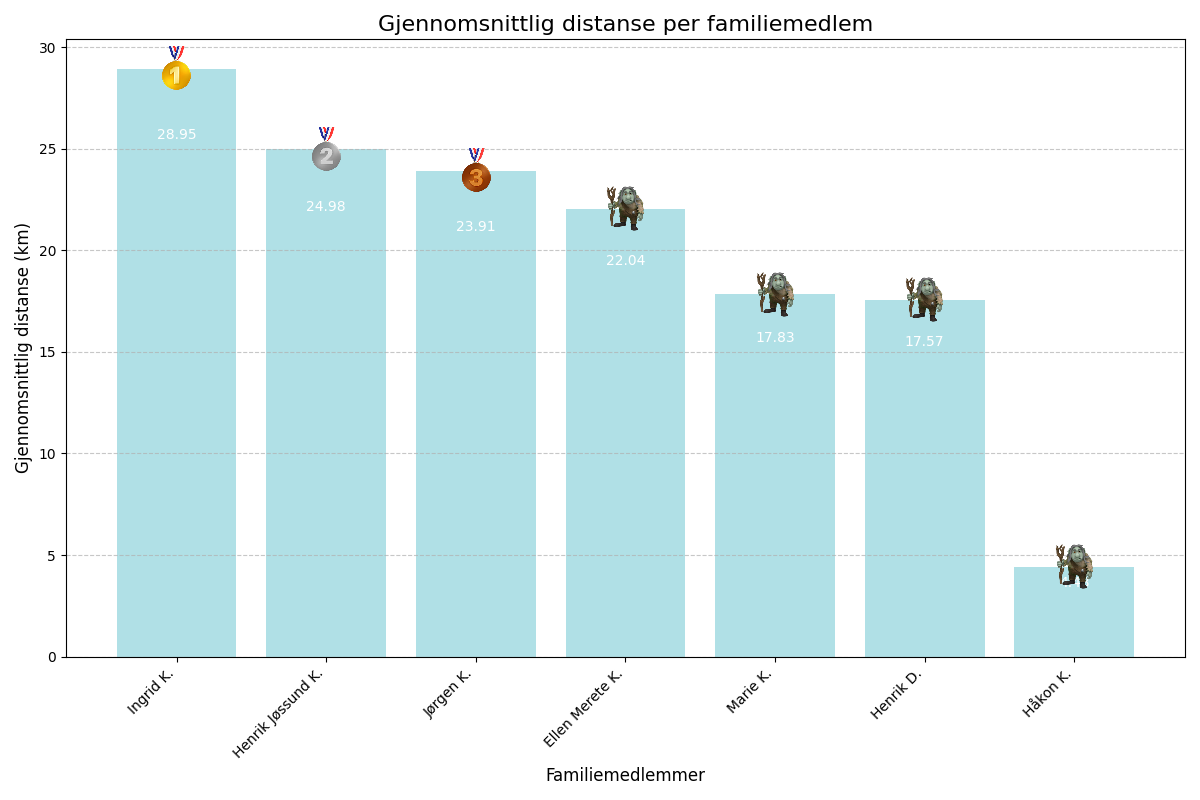 Gjennomsnittlig distanse per familiemedlem
Gjennomsnittlig distanse (km)
30
25
20
15
10
5
0
1
2
3
28.95
24.98
23.91
22.04
17.83
17.57
Ingrid K.
Henrik Jøssund K.
Jørgen K.
Ellen Merete K.
Marie K.
Henrik D.
Håkon K.
Familiemedlemmer